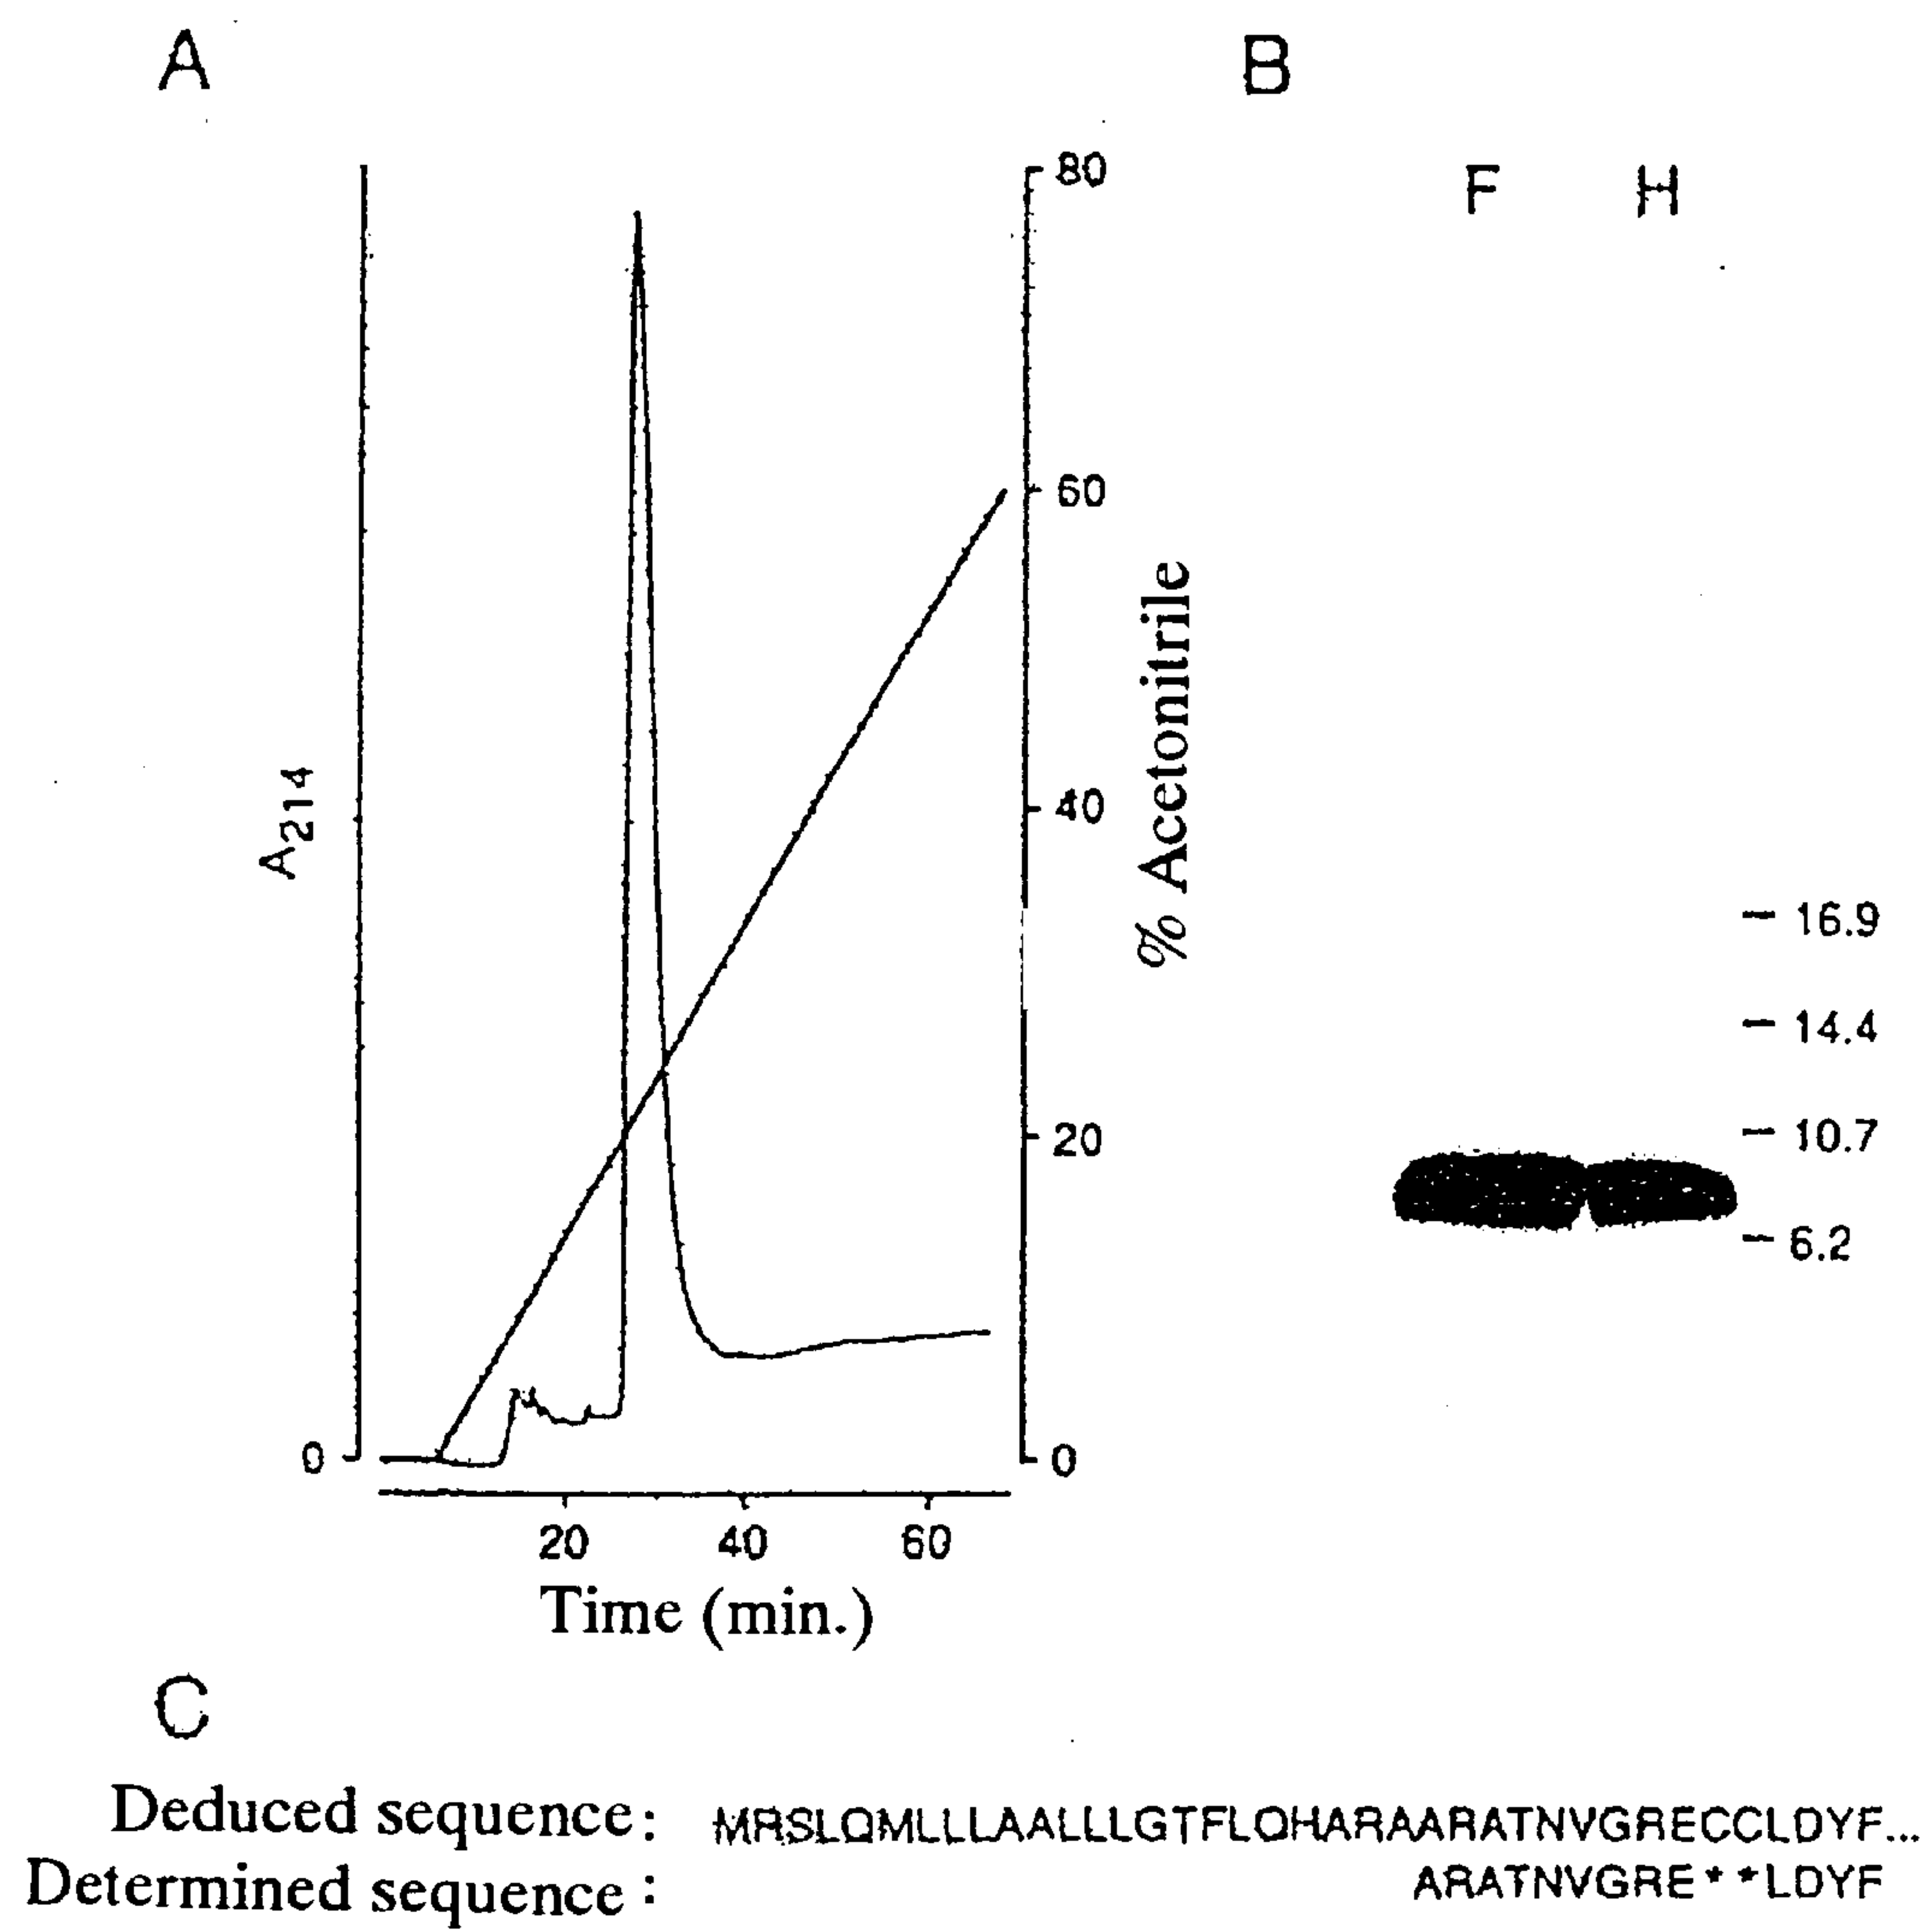 A
B
80
F H
60
% Acetonitrile
A214
40
16.9
14.4
20
10.7
6.2
0
0
20 40 60
Time (min.)
C
Deduced sequence: MRSLQMLLLAALLLGTFLQHARAARATNVGRECCLDYF...
Determined sequence: ARATNVGRE**LDYF